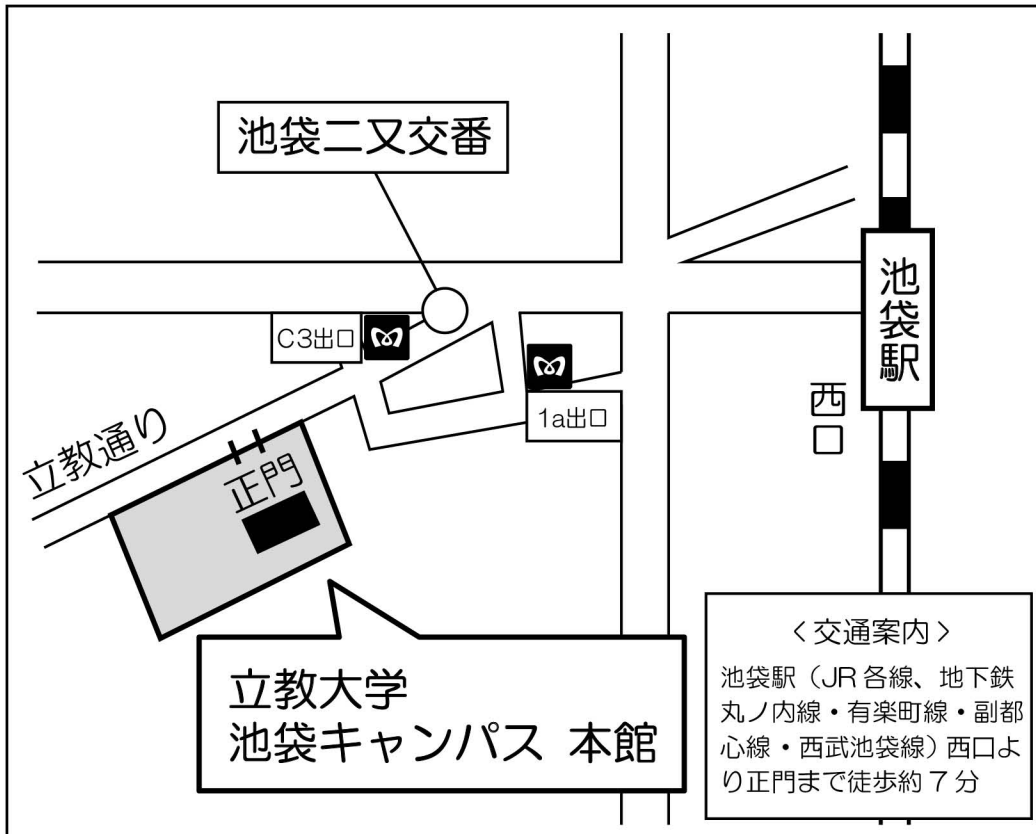 池袋二又交番
C3出口
1a出口
池袋駅
西口
立教通り
正門
立教大学
池袋キャンパス 本館
＜交通案内＞
池袋駅（JR 各線、地下鉄
丸ノ内線・有楽町線・副都
心線・西武池袋線）西口よ
り正門まで徒歩約 7 分